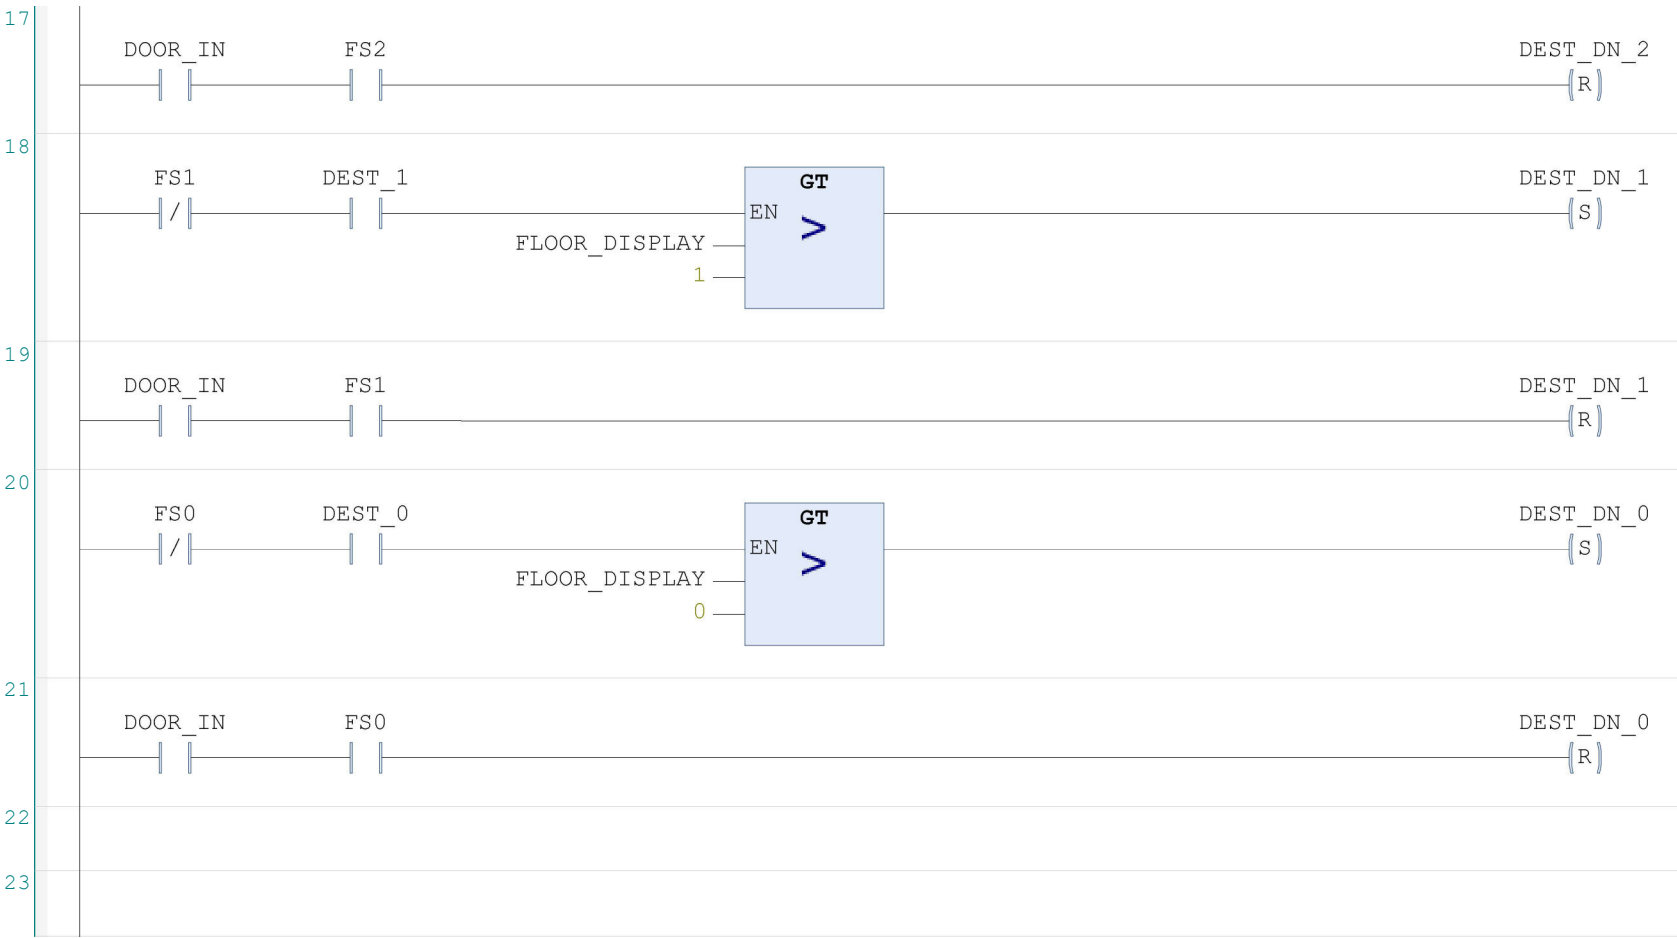 17
DOOR_IN FS2 DEST_DN_2
R
18
FS1 DEST_1 GT DEST_DN_1
/ EN > S
FLOOR_DISPLAY
1
19
DOOR_IN FS1 DEST_DN_1
R
20
FS0 DEST_0 GT DEST_DN_0
/ EN > S
FLOOR_DISPLAY
0
21
DOOR_IN FS0 DEST_DN_0
R
22
23